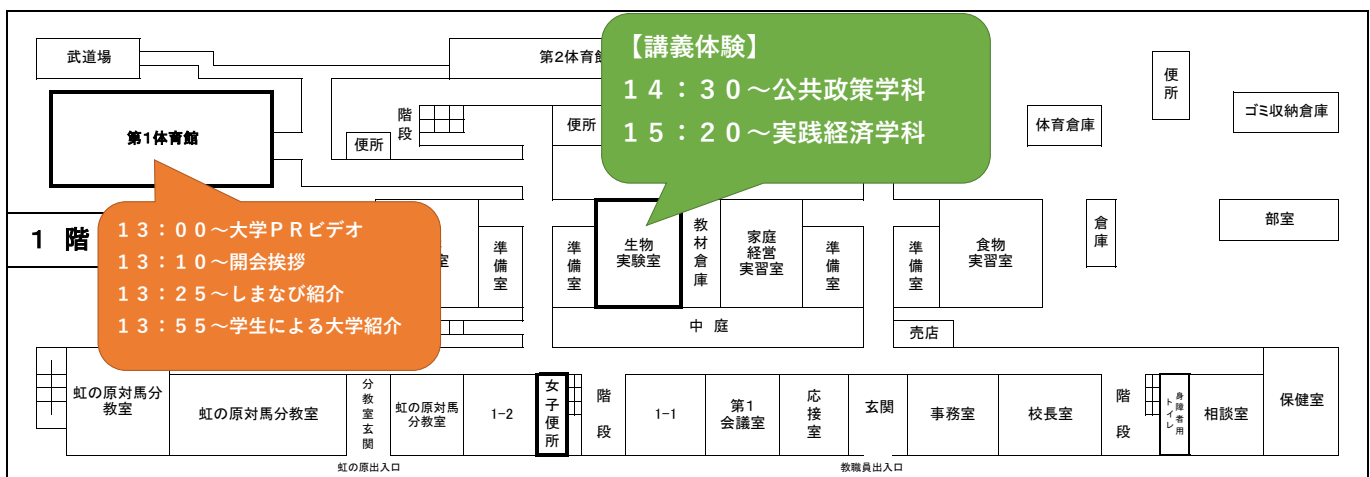 武道場
第2体育館
【講義体験】
14：30～公共政策学科
15：20～実践経済学科
便所
ゴミ収納倉庫
体育倉庫
階段
便所
便所
第1体育館
1 階
13：00～大学PRビデオ
13：10～開会挨拶
13：25～しまなび紹介
13：55～学生による大学紹介
室
準備室
準備室
生物
実験室
教材倉庫
家庭
経営
実習室
準備室
準備室
食物
実習室
倉庫
部室
中 庭
売店
虹の原対馬分
教室
虹の原対馬分教室
分教室玄関
虹の原対馬
分教室
1-2
女子便所
階段
1-1
第1
会議室
応接室
玄関
事務室
校長室
階段
身障者用
トイレ
相談室
保健室
虹の原出入口
教職員出入口